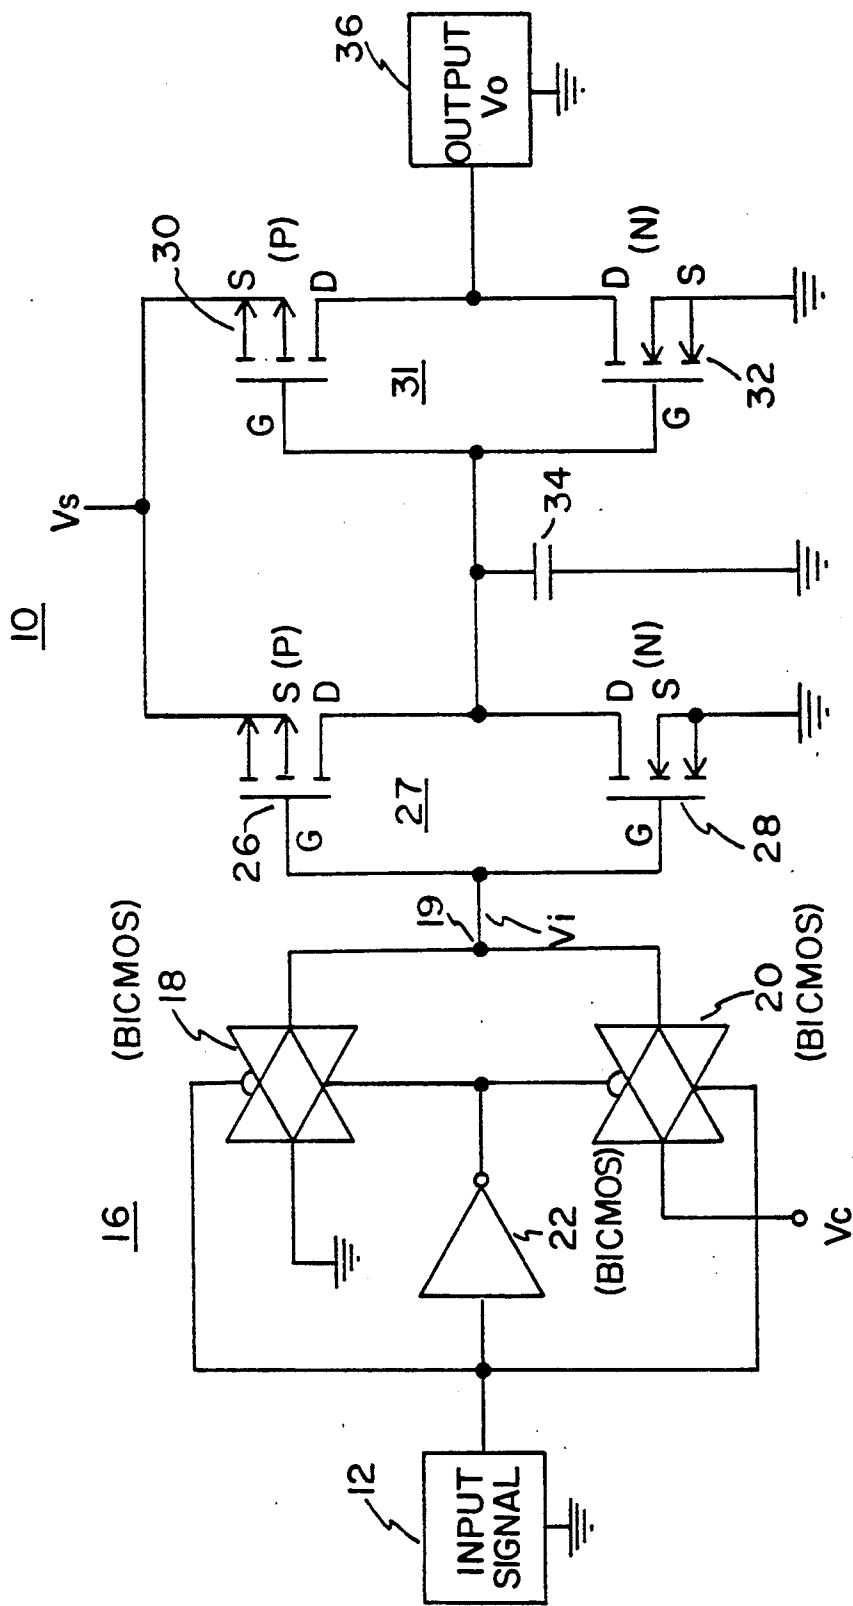 10
Vs
16
(BICMOS)
18
26
S (P)
D
G
27
30
S
(P)
D
G
31
36
OUTPUT
Vo
12
INPUT
SIGNAL
22
(BICMOS)
19
Vi
34
20
(BICMOS)
Vc
G
D
(N)
S
28
G
D
(N)
S
32